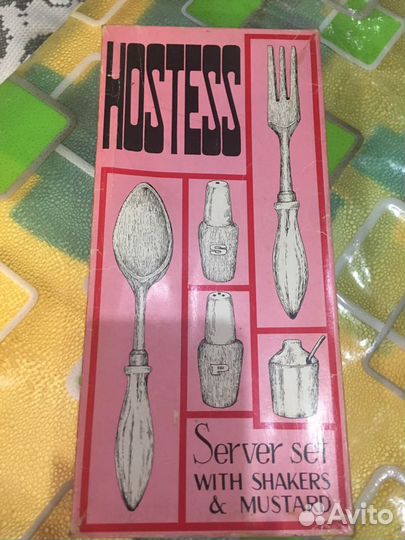 HOSTESS
S
P
Server set
WITH SHAKERS
& MUSTARD
Avito